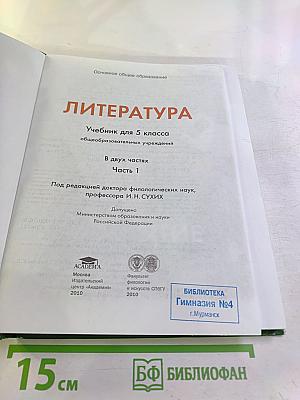 Основное общее образование
ЛИТЕРАТУРА
Учебник для 5 класса
общеобразовательных учреждений
В двух частях
Часть 1
Под редакцией доктора филологических наук,
профессора И.Н. СУХИХ
Допущено
Министерством образования и науки
Российской Федерации
ACADEMA
Москва
Издательский
центр «Академия»
2010
Факультет
филологии
и искусств СПбГУ
2010
БИБЛИОТЕКА
Гимназия №4
г.Мурманск
15 см
БФ БИБЛИОФАН